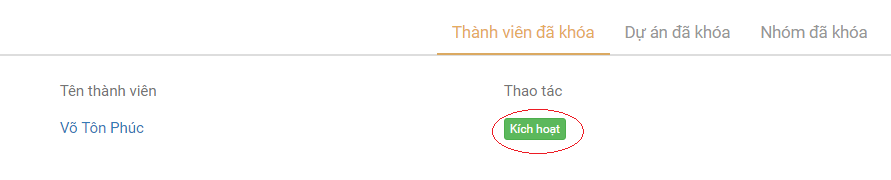 Thành viên đã khóa Dự án đã khóa Nhóm đã khóa
Tên thành viên Thao tác
Võ Tôn Phúc Kích hoạt